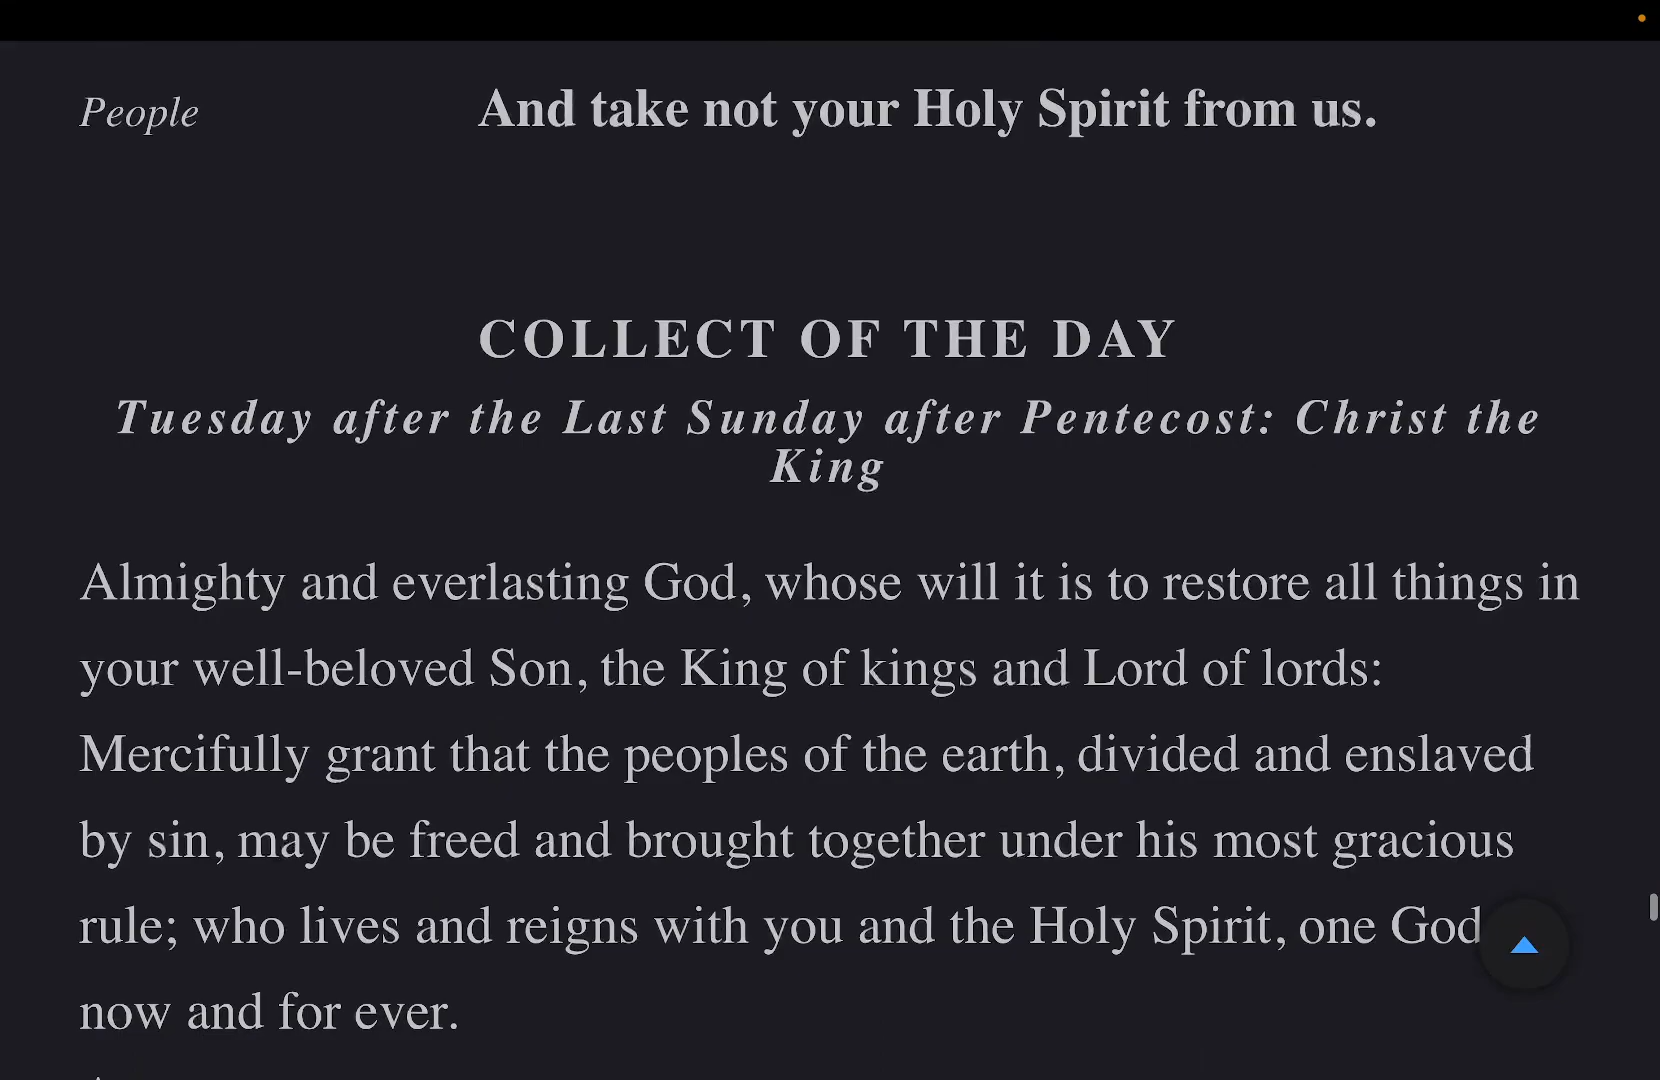 People And take not your Holy Spirit from us.
COLLECT OF THE DAY
Tuesday after the Last Sunday after Pentecost: Christ the
King
Almighty and everlasting God, whose will it is to restore all things in
your well-beloved Son, the King of kings and Lord of lords:
Mercifully grant that the peoples of the earth, divided and enslaved
by sin, may be freed and brought together under his most gracious
rule; who lives and reigns with you and the Holy Spirit, one God
now and for ever.